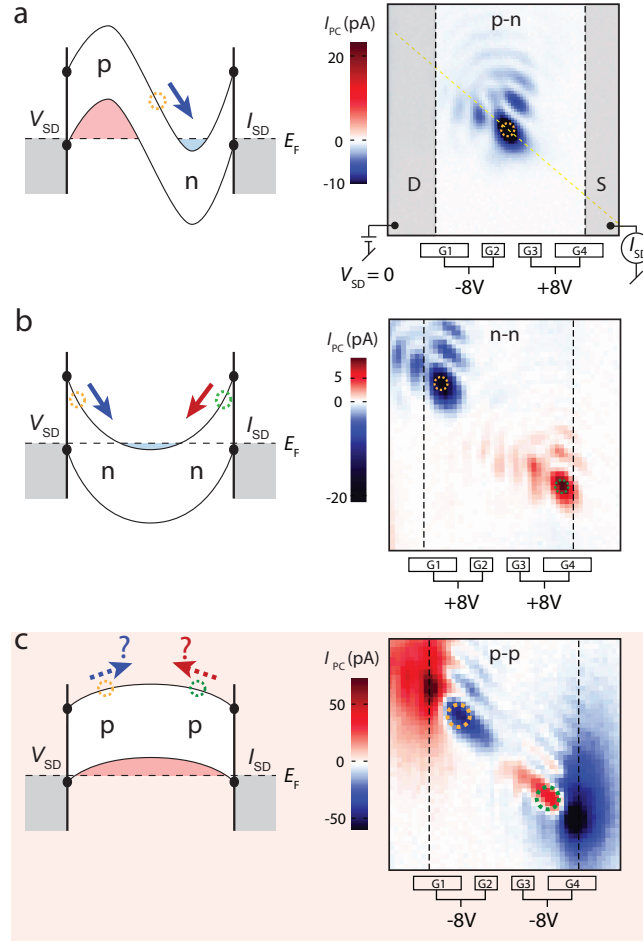 a
I_PC (pA)
p-n
20
10
0
-10
p
n
V_SD
I_SD
E_F
D
S
G1 G2 G3 G4
V_SD = 0
-8V +8V
I_SD
b
I_PC (pA)
n-n
5
0
-20
V_SD
I_SD
E_F
n n
G1 G2 G3 G4
+8V +8V
c
? ?
I_PC (pA)
p-p
50
0
-50
p p
V_SD
I_SD
E_F
G1 G2 G3 G4
-8V -8V